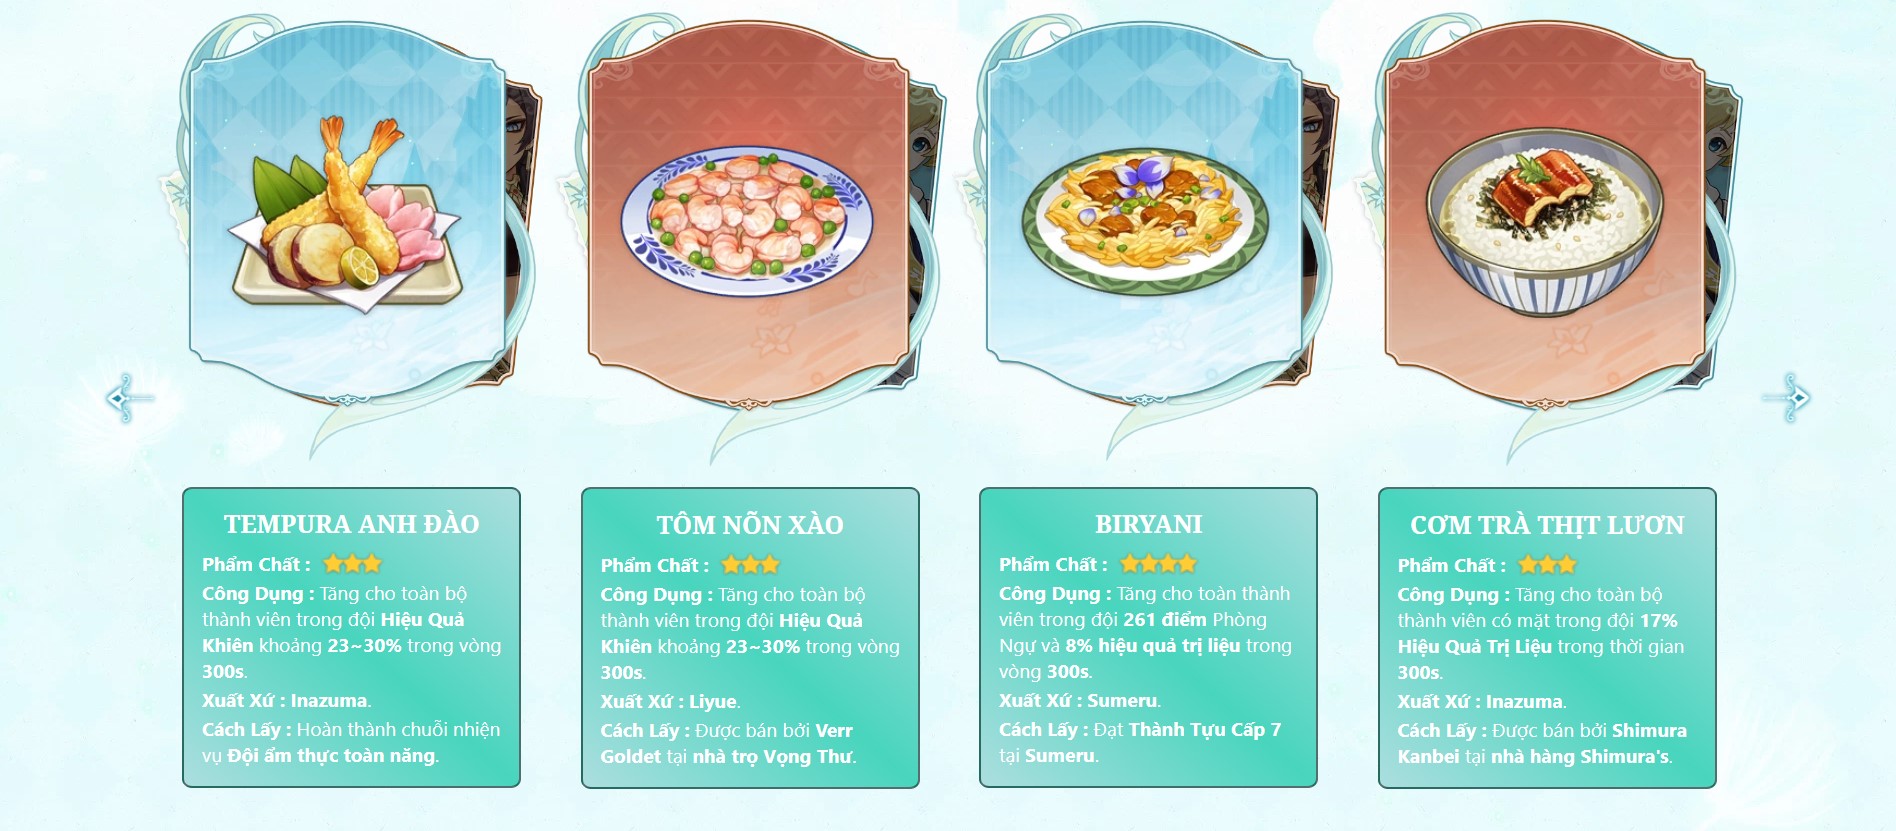 TEMPURA ANH ĐÀO
Phẩm Chất :
Công Dụng : Tăng cho toàn bộ
thành viên trong đội Hiệu Quả
Khiên khoảng 23~30% trong vòng
300s.
Xuất Xứ : Inazuma.
Cách Lấy : Hoàn thành chuỗi nhiện
vụ Đội ẩm thực toàn năng.
TÔM NÕN XÀO
Phẩm Chất :
Công Dụng : Tăng cho toàn bộ
thành viên trong đội Hiệu Quả
Khiên khoảng 23~30% trong vòng
300s.
Xuất Xứ : Liyue.
Cách Lấy : Được bán bởi Verr
Goldet tại nhà trọ Vọng Thư.
BIRYANI
Phẩm Chất :
Công Dụng : Tăng cho toàn thành
viên trong đội 261 điểm Phòng
Ngự và 8% hiệu quả trị liệu trong
vòng 300s.
Xuất Xứ : Sumeru.
Cách Lấy : Đạt Thành Tựu Cấp 7
tại Sumeru.
CƠM TRÀ THỊT LƯƠN
Phẩm Chất :
Công Dụng : Tăng cho toàn bộ
thành viên có mặt trong đội 17%
Hiệu Quả Trị Liệu trong thời gian
300s.
Xuất Xứ : Inazuma.
Cách Lấy : Được bán bởi Shimura
Kanbei tại nhà hàng Shimura's.